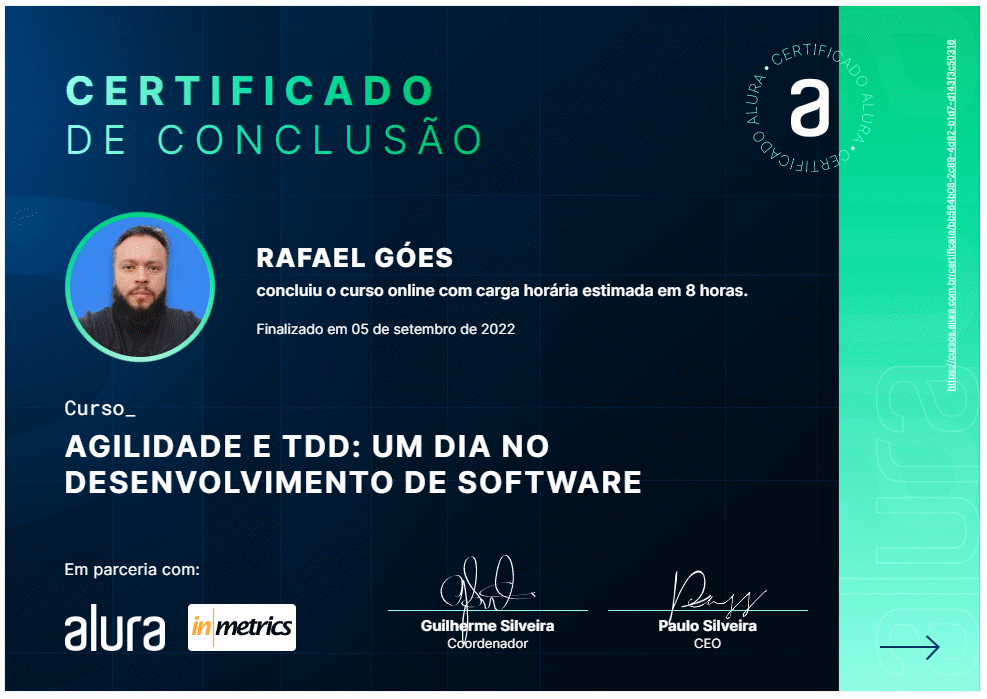 CERTIFICADO
DE CONCLUSÃO
CERTIFICADO ALURA • CERTIFICADO ALURA •
a
RAFAEL GÓES
concluiu o curso online com carga horária estimada em 8 horas.
Finalizado em 05 de setembro de 2022
Curso_
AGILIDADE E TDD: UM DIA NO
DESENVOLVIMENTO DE SOFTWARE
Em parceria com:
alura
inmetrics
Guilherme Silveira
Coordenador
Paulo Silveira
CEO
https://cursos.alura.com.br/certificate/bb564b08-2c89-4d82-b1d7-d143f3c50316
alura